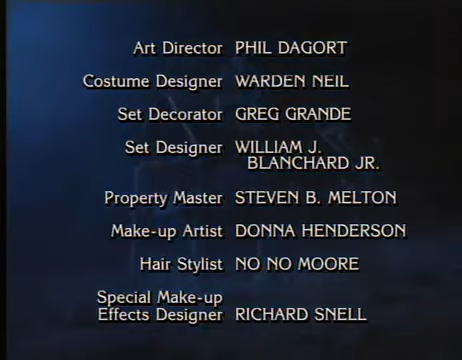 Art Director PHIL DAGORT
Costume Designer WARDEN NEIL
Set Decorator GREG GRANDE
Set Designer WILLIAM J.
BLANCHARD JR.
Property Master STEVEN B. MELTON
Make-up Artist DONNA HENDERSON
Hair Stylist NO NO MOORE
Special Make-up
Effects Designer RICHARD SNELL